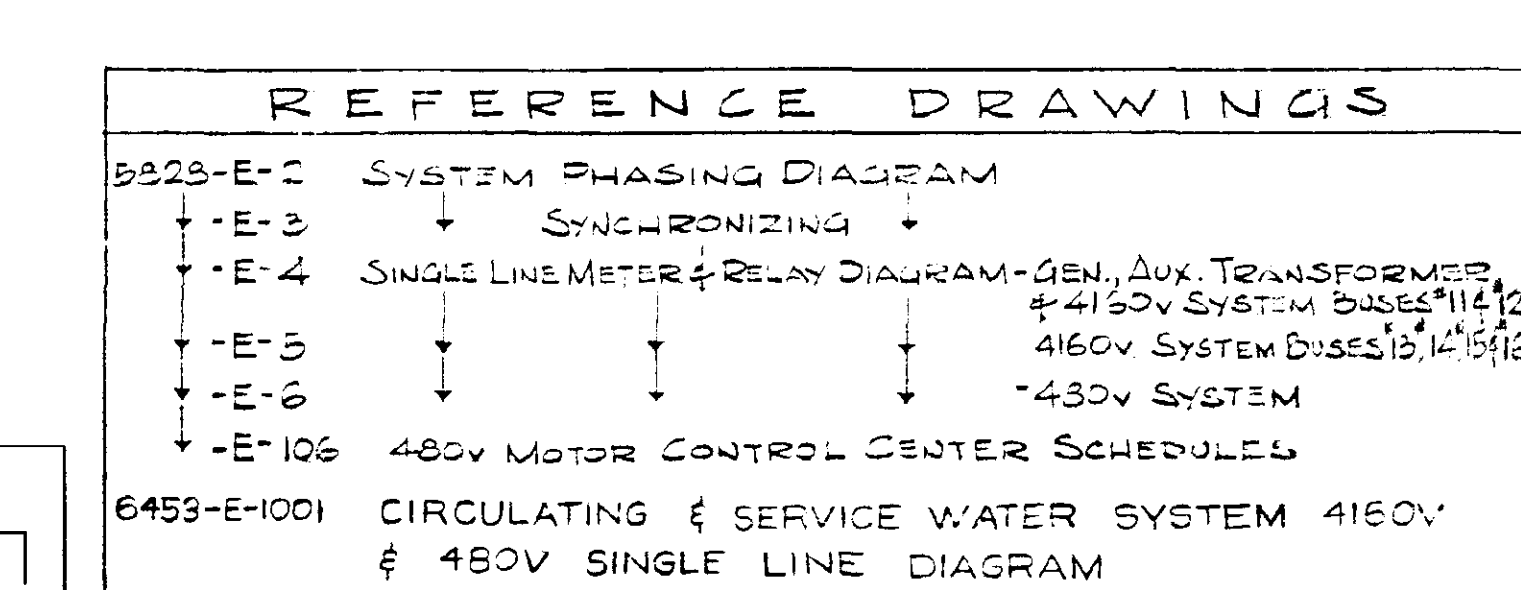 REFERENCE DRAWINGS
5828-E-2 SYSTEM PHASING DIAGRAM
-E-3 SYNCHRONIZING
-E-4 SINGLE LINE METER & RELAY DIAGRAM-GEN., AUX. TRANSFORMER
& 4160V SYSTEM BUSES #11 & #12
-E-5 4160V SYSTEM BUSES #13, #14, #15 &
-E-6 -480V SYSTEM
-E-106 480V MOTOR CONTROL CENTER SCHEDULES
6453-E-1001 CIRCULATING & SERVICE WATER SYSTEM 4160V
& 480V SINGLE LINE DIAGRAM